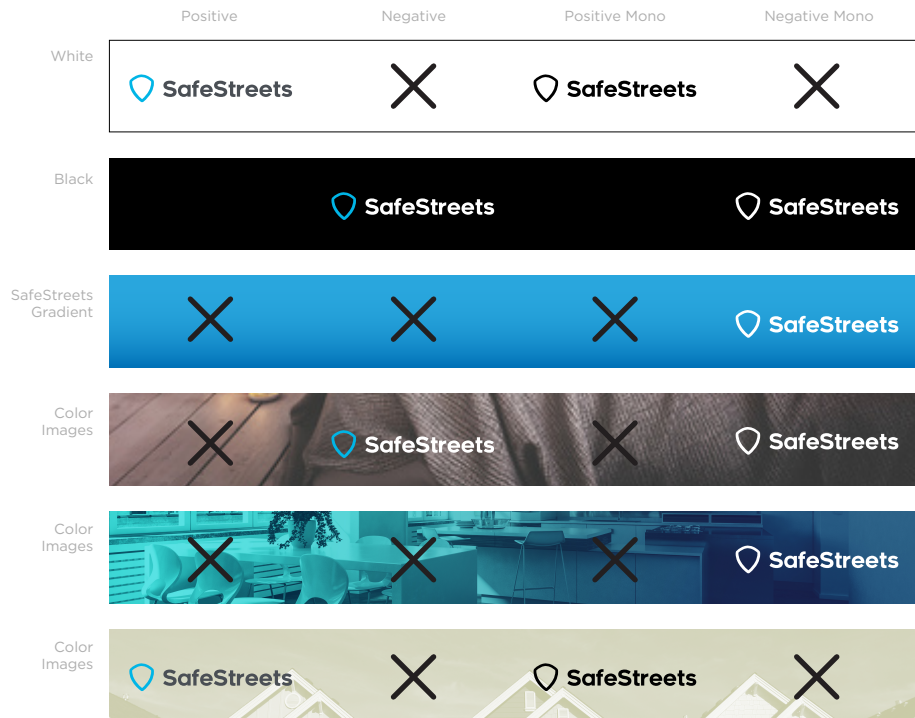 Positive
Negative
Positive Mono
Negative Mono
White
SafeStreets
SafeStreets
Black
SafeStreets
SafeStreets
SafeStreets
Gradient
SafeStreets
Color
Images
SafeStreets
SafeStreets
Color
Images
SafeStreets
Color
Images
SafeStreets
SafeStreets